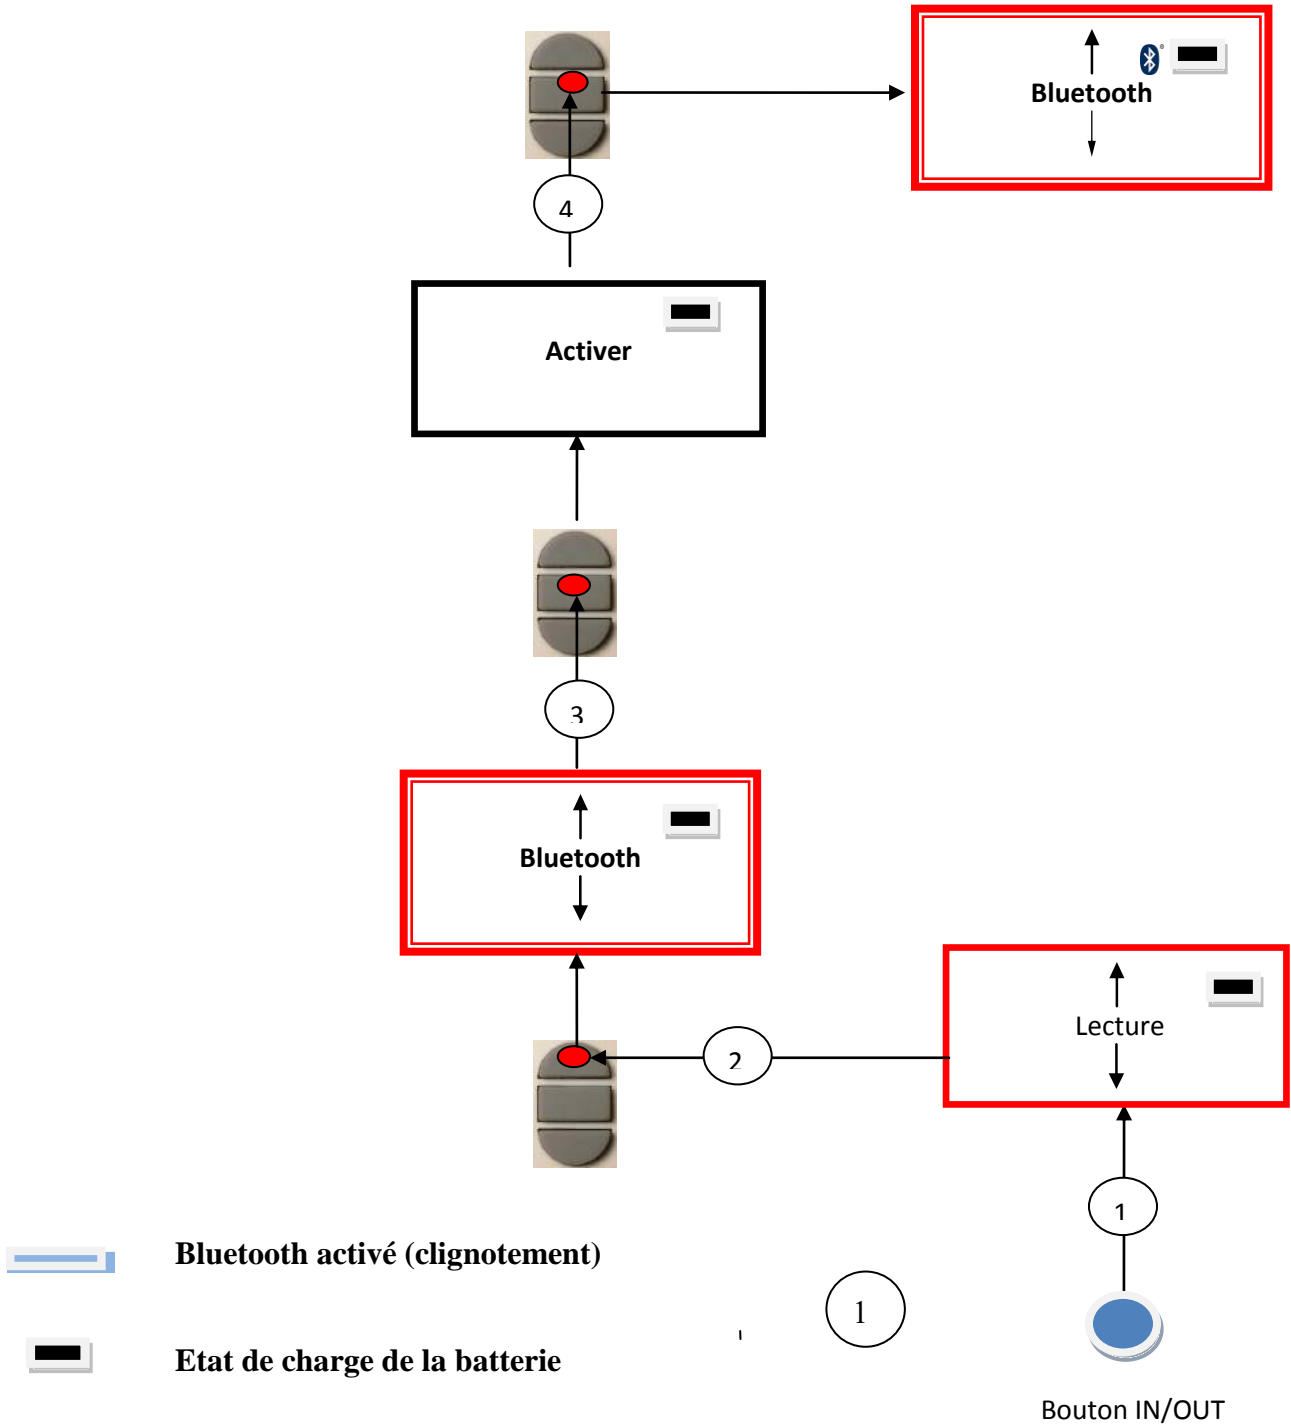 Bluetooth
4
Activer
3
Bluetooth
Lecture
2
1
Bluetooth activé (clignotement)
1
Etat de charge de la batterie
Bouton IN/OUT